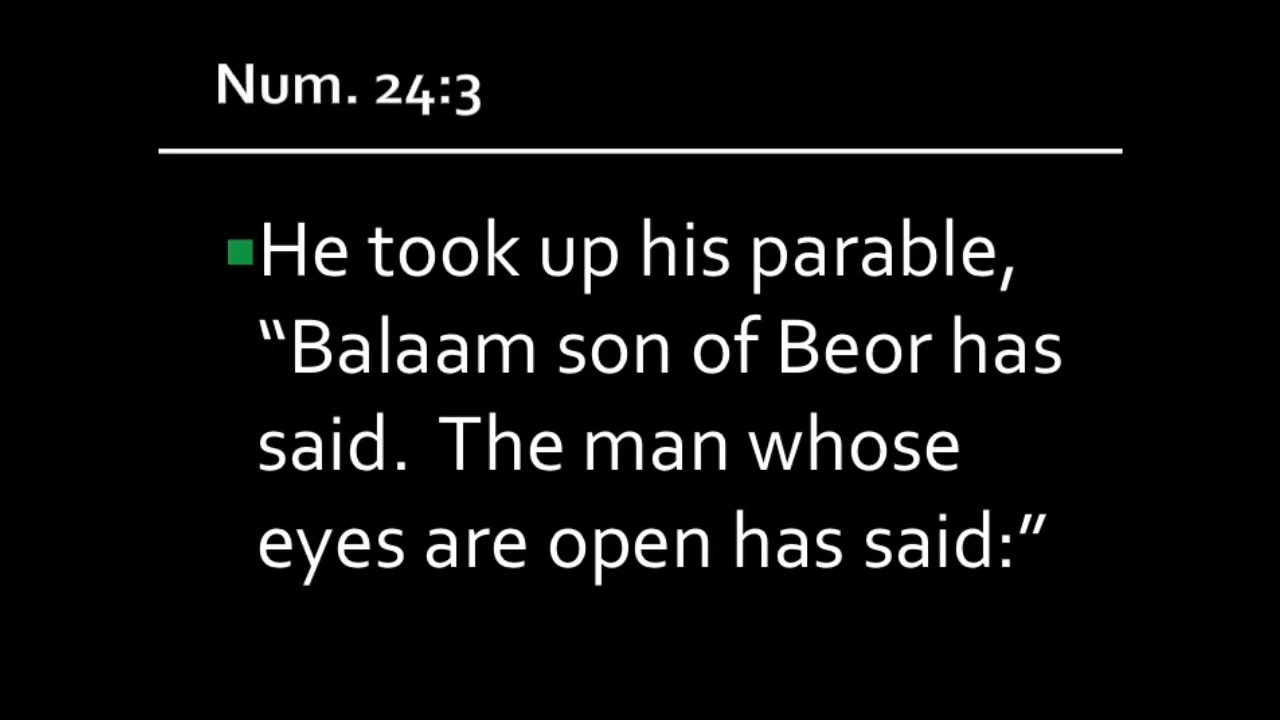 Num. 24:3
He took up his parable,
“Balaam son of Beor has
said.  The man whose
eyes are open has said:”